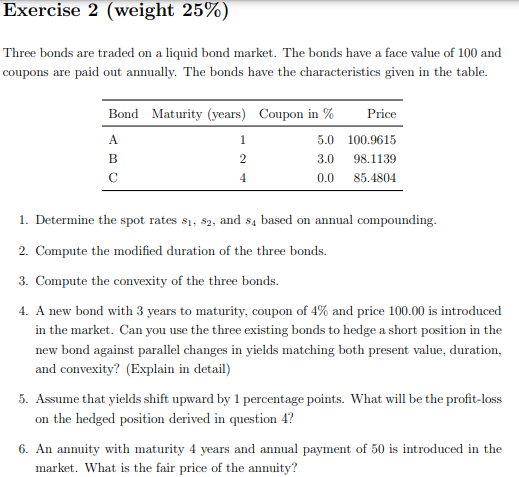 Exercise 2 (weight 25%)
Three bonds are traded on a liquid bond market. The bonds have a face value of 100 and
coupons are paid out annually. The bonds have the characteristics given in the table.
Bond Maturity (years) Coupon in % Price
A 1 5.0 100.9615
B 2 3.0 98.1139
C 4 0.0 85.4804
1. Determine the spot rates s₁, s₂, and s₄ based on annual compounding.
2. Compute the modified duration of the three bonds.
3. Compute the convexity of the three bonds.
4. A new bond with 3 years to maturity, coupon of 4% and price 100.00 is introduced
in the market. Can you use the three existing bonds to hedge a short position in the
new bond against parallel changes in yields matching both present value, duration,
and convexity? (Explain in detail)
5. Assume that yields shift upward by 1 percentage points. What will be the profit-loss
on the hedged position derived in question 4?
6. An annuity with maturity 4 years and annual payment of 50 is introduced in the
market. What is the fair price of the annuity?